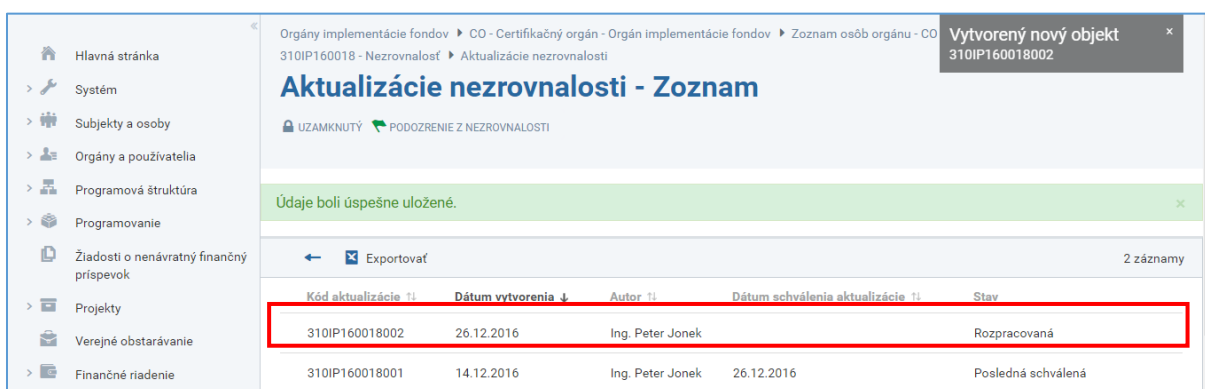 Hlavná stránka
Systém
Subjekty a osoby
Orgány a používatelia
Programová štruktúra
Programovanie
Žiadosti o nenávratný finančný
príspevok
Projekty
Verejné obstarávanie
Finančné riadenie
Orgány implementácie fondov CO - Certifikačný orgán - Orgán implementácie fondov Zoznam osôb orgánu - CO
310IP160018 - Nezrovnalosť Aktualizácie nezrovnalosti
Vytvorený nový objekt x
310IP160018002
Aktualizácie nezrovnalosti - Zoznam
UZAMKNUTÝ PODOZRENIE Z NEZROVNALOSTI
Údaje boli úspešne uložené. ×
← Exportovať 2 záznamy
Kód aktualizácie ↑↓ Dátum vytvorenia ↓ Autor ↑↓ Dátum schválenia aktualizácie ↑↓ Stav
310IP160018002 26.12.2016 Ing. Peter Jonek Rozpracovaná
310IP160018001 14.12.2016 Ing. Peter Jonek 26.12.2016 Posledná schválená